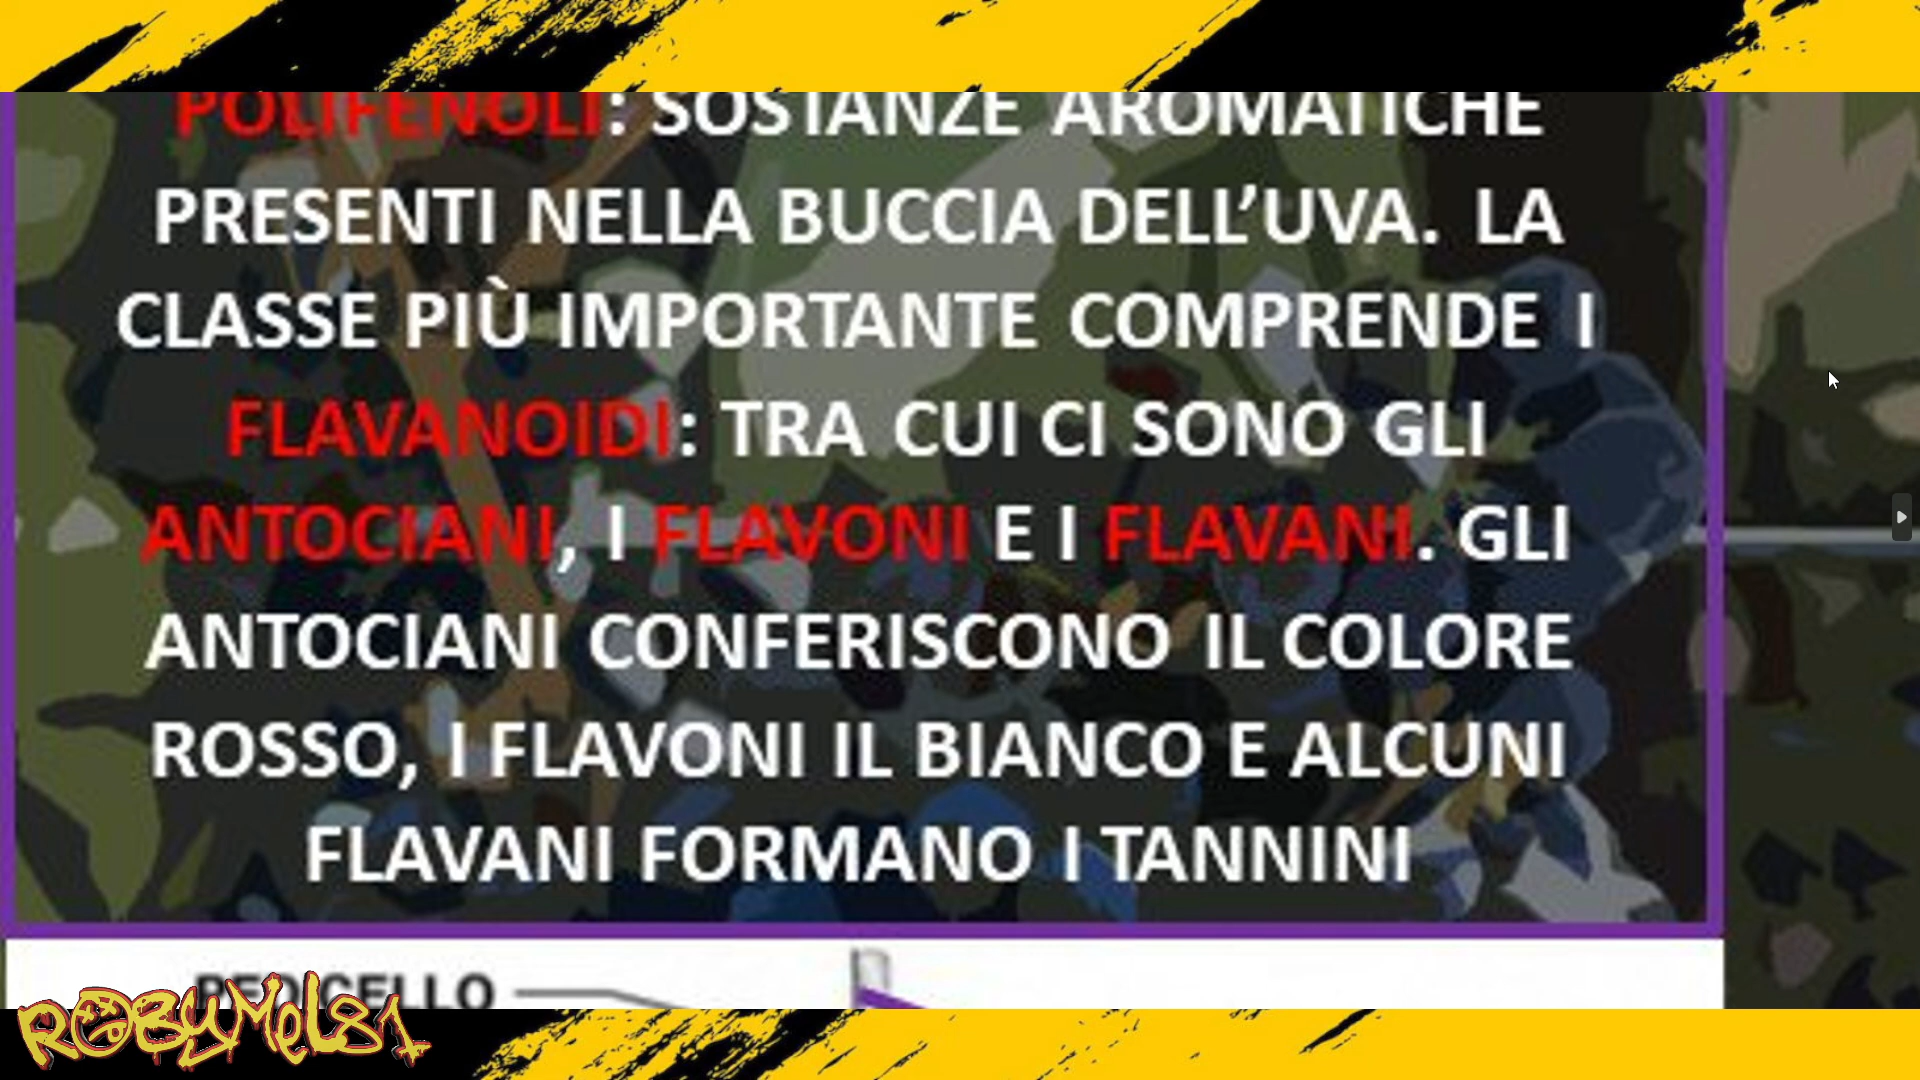 POLIFENOLI: SOSTANZE AROMATICHE
PRESENTI NELLA BUCCIA DELL'UVA. LA
CLASSE PIÙ IMPORTANTE COMPRENDE I
FLAVANOIDI: TRA CUI CI SONO GLI
ANTOCIANI, I FLAVONI E I FLAVANI. GLI
ANTOCIANI CONFERISCONO IL COLORE
ROSSO, I FLAVONI IL BIANCO E ALCUNI
FLAVANI FORMANO I TANNINI
PEDICELLO
ROBYMEL81